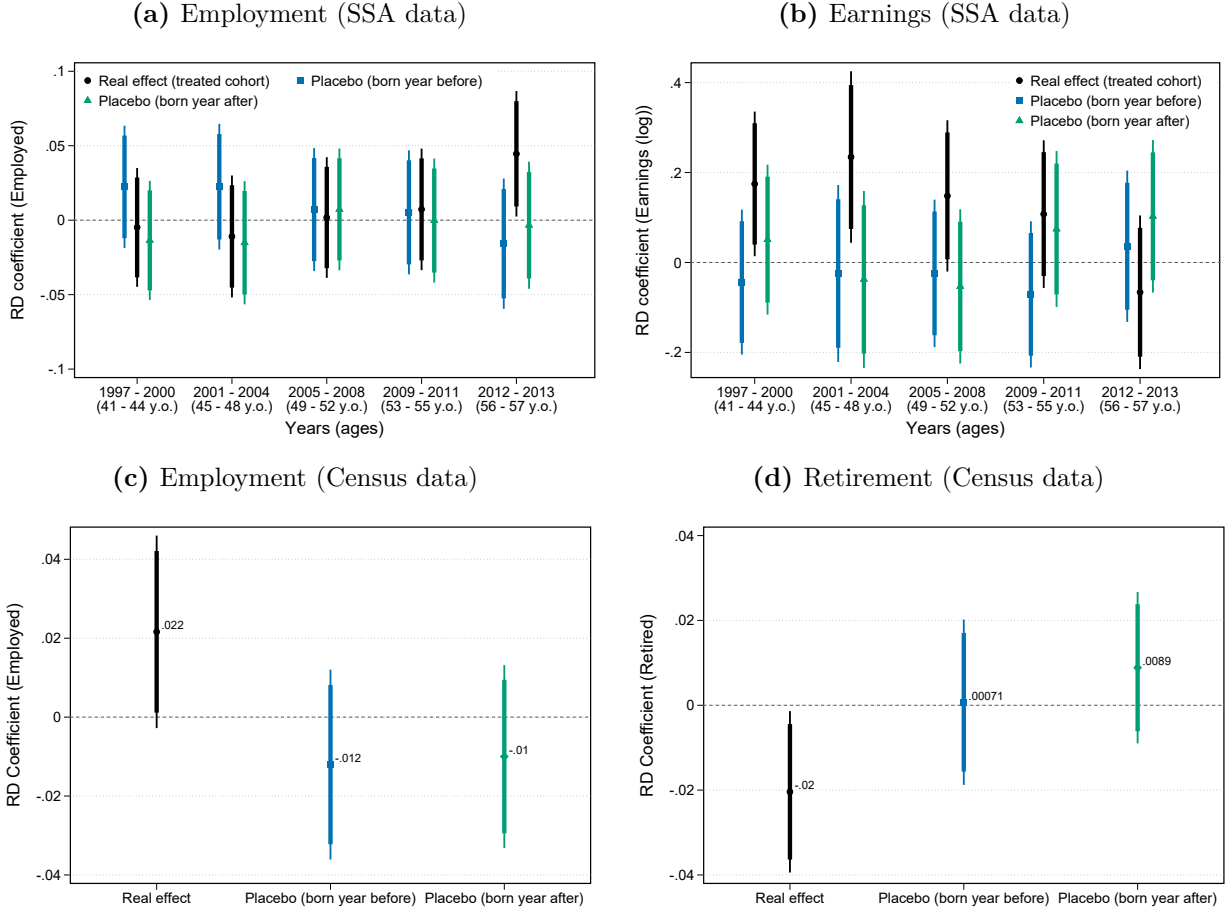 (a) Employment (SSA data)
RD coefficient (Employed)
.1
.05
0
-.05
-.1
Real effect (treated cohort)
Placebo (born year before)
Placebo (born year after)
1997 - 2000 2001 - 2004 2005 - 2008 2009 - 2011 2012 - 2013
(41 - 44 y.o.) (45 - 48 y.o.) (49 - 52 y.o.) (53 - 55 y.o.) (56 - 57 y.o.)
Years (ages)
(b) Earnings (SSA data)
RD coefficient (Earnings (log))
.4
.2
0
-.2
Real effect (treated cohort)
Placebo (born year before)
Placebo (born year after)
1997 - 2000 2001 - 2004 2005 - 2008 2009 - 2011 2012 - 2013
(41 - 44 y.o.) (45 - 48 y.o.) (49 - 52 y.o.) (53 - 55 y.o.) (56 - 57 y.o.)
Years (ages)
(c) Employment (Census data)
RD Coefficient (Employed)
.04
.02
0
-.02
-.04
.022
-.012
-.01
Real effect Placebo (born year before) Placebo (born year after)
(d) Retirement (Census data)
RD Coefficient (Retired)
.04
.02
0
-.02
-.04
-.02
.00071
.0089
Real effect Placebo (born year before) Placebo (born year after)